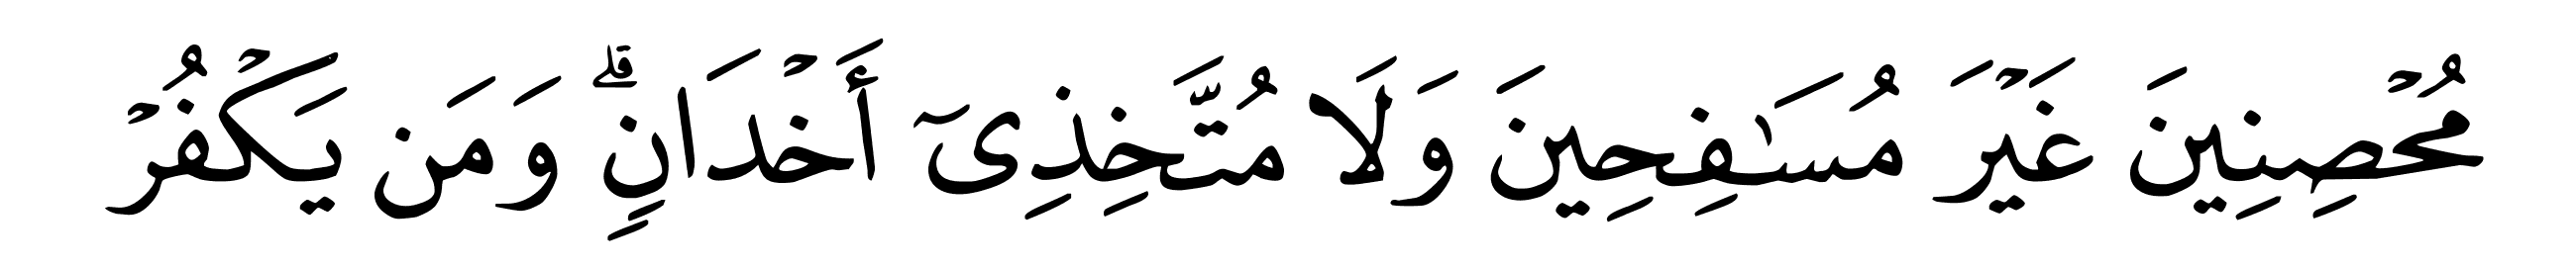 مُحۡصِنِينَ غَيۡرَ مُسَٰفِحِينَ وَلَا مُتَّخِذِىٓ أَخۡدَانٍۗ وَمَن يَكۡفُرۡ